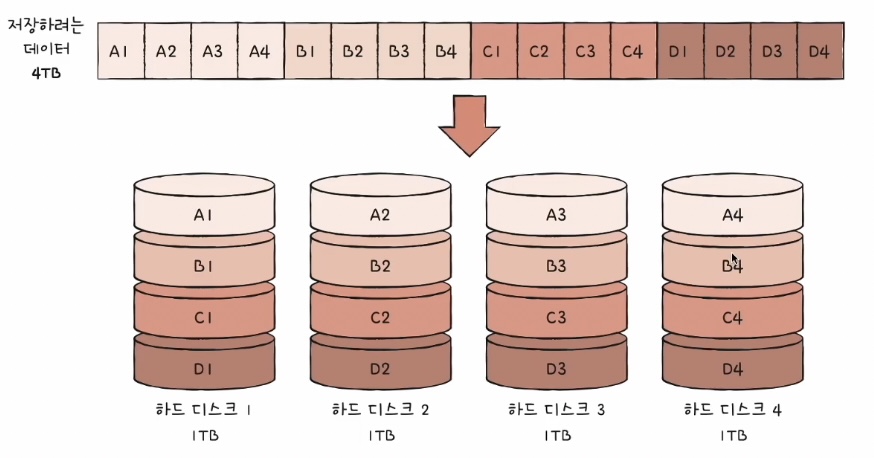 저장하려는
데이터
4TB
A1 A2 A3 A4 B1 B2 B3 B4 C1 C2 C3 C4 D1 D2 D3 D4
A1 A2 A3 A4
B1 B2 B3 B4
C1 C2 C3 C4
D1 D2 D3 D4
하드 디스크 1 하드 디스크 2 하드 디스크 3 하드 디스크 4
1TB 1TB 1TB 1TB